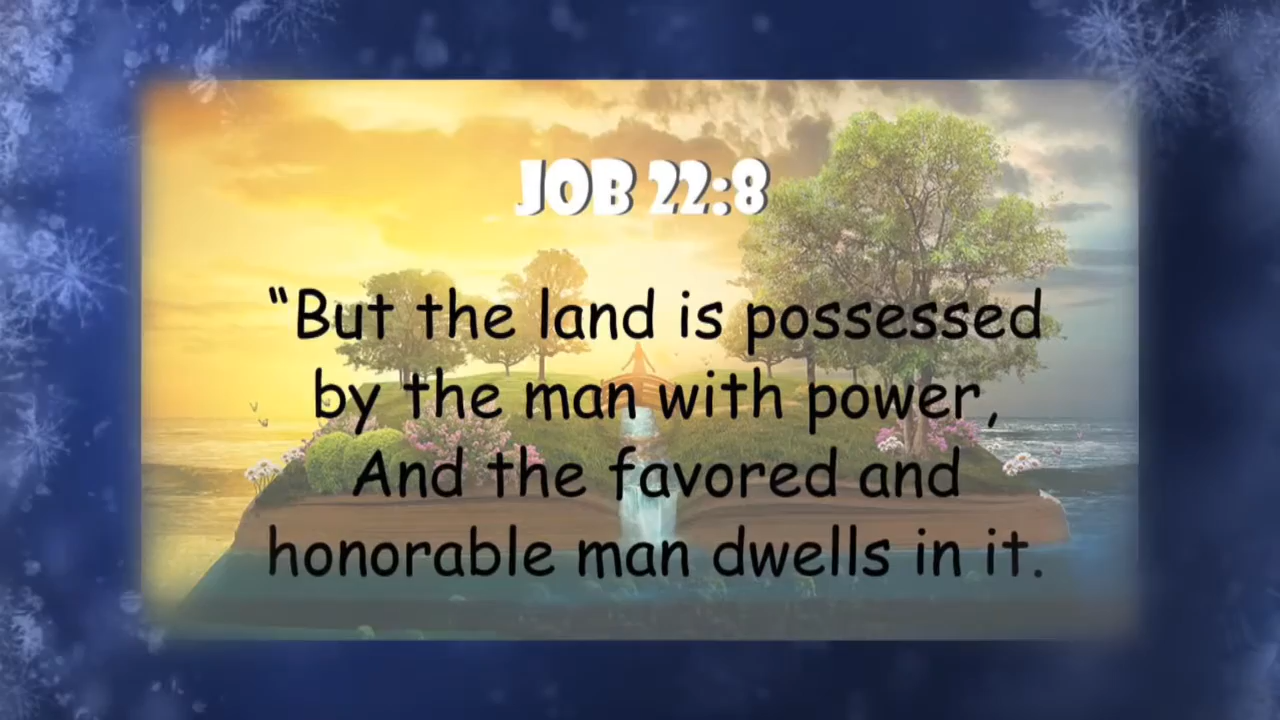 JOB 22:8
“But the land is possessed
by the man with power,
And the favored and
honorable man dwells in it.